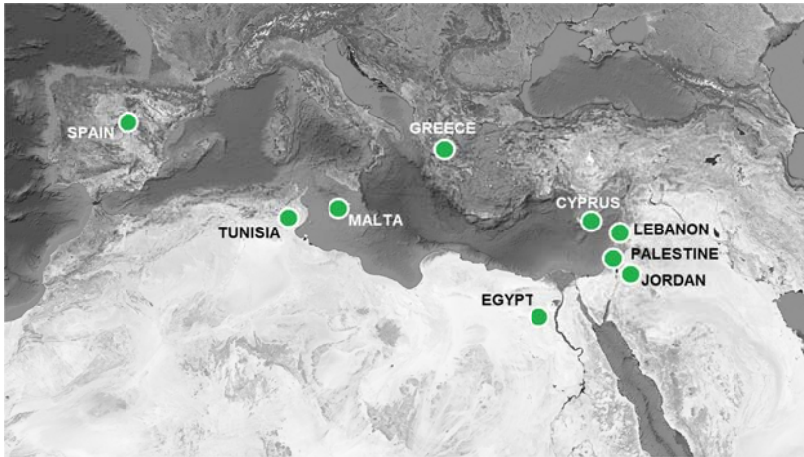 SPAIN
GREECE
CYPRUS
TUNISIA
MALTA
LEBANON
PALESTINE
JORDAN
EGYPT